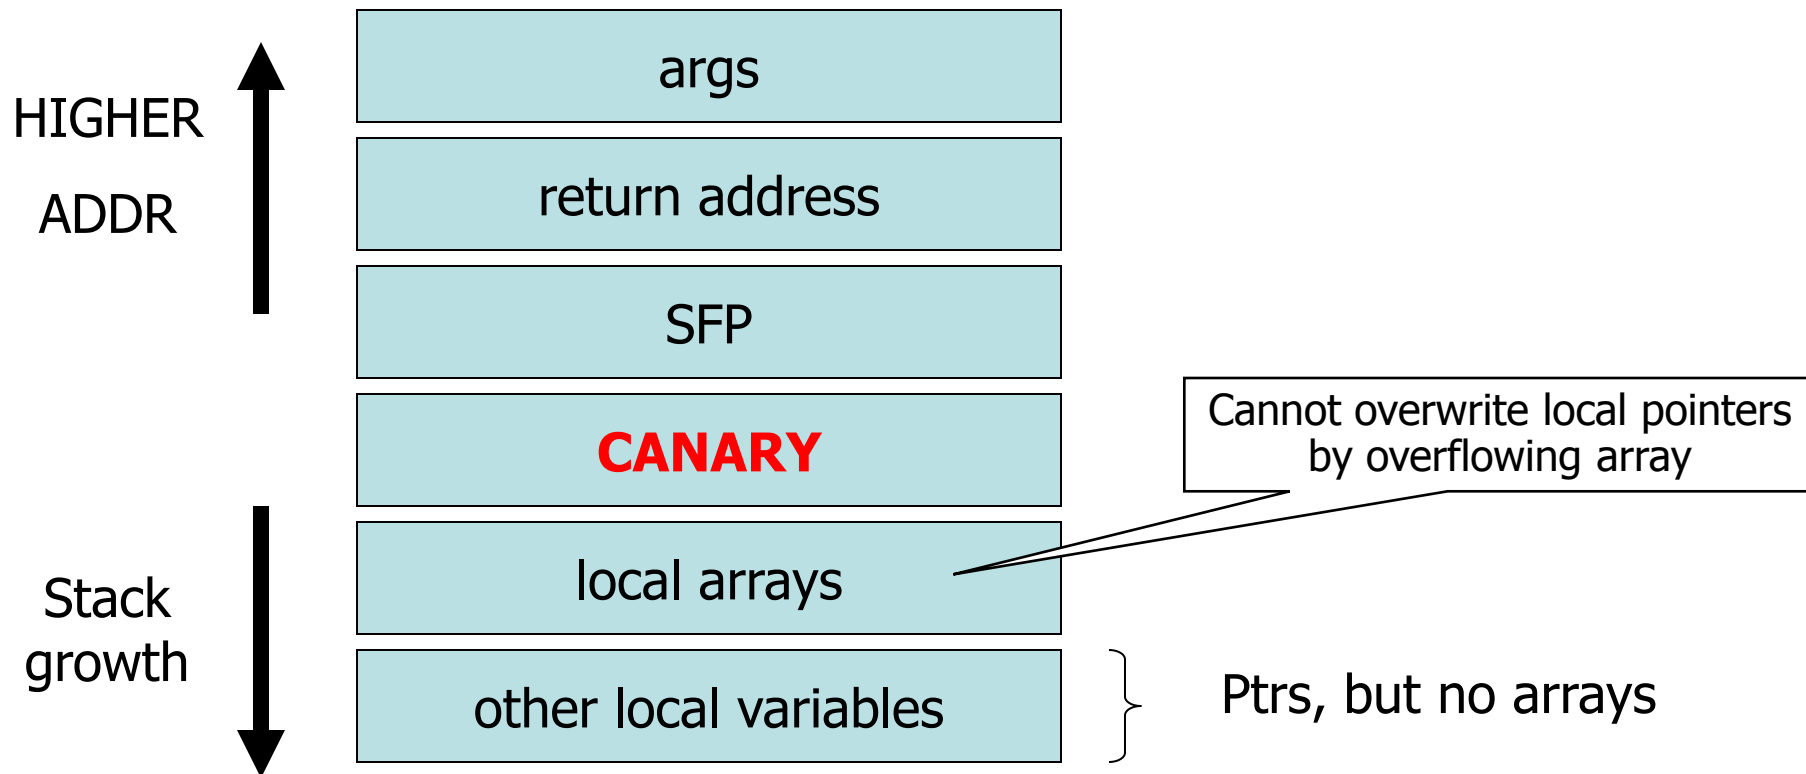 args
HIGHER
ADDR
return address
SFP
CANARY
Cannot overwrite local pointers
by overflowing array
local arrays
Stack
growth
other local variables
Ptrs, but no arrays